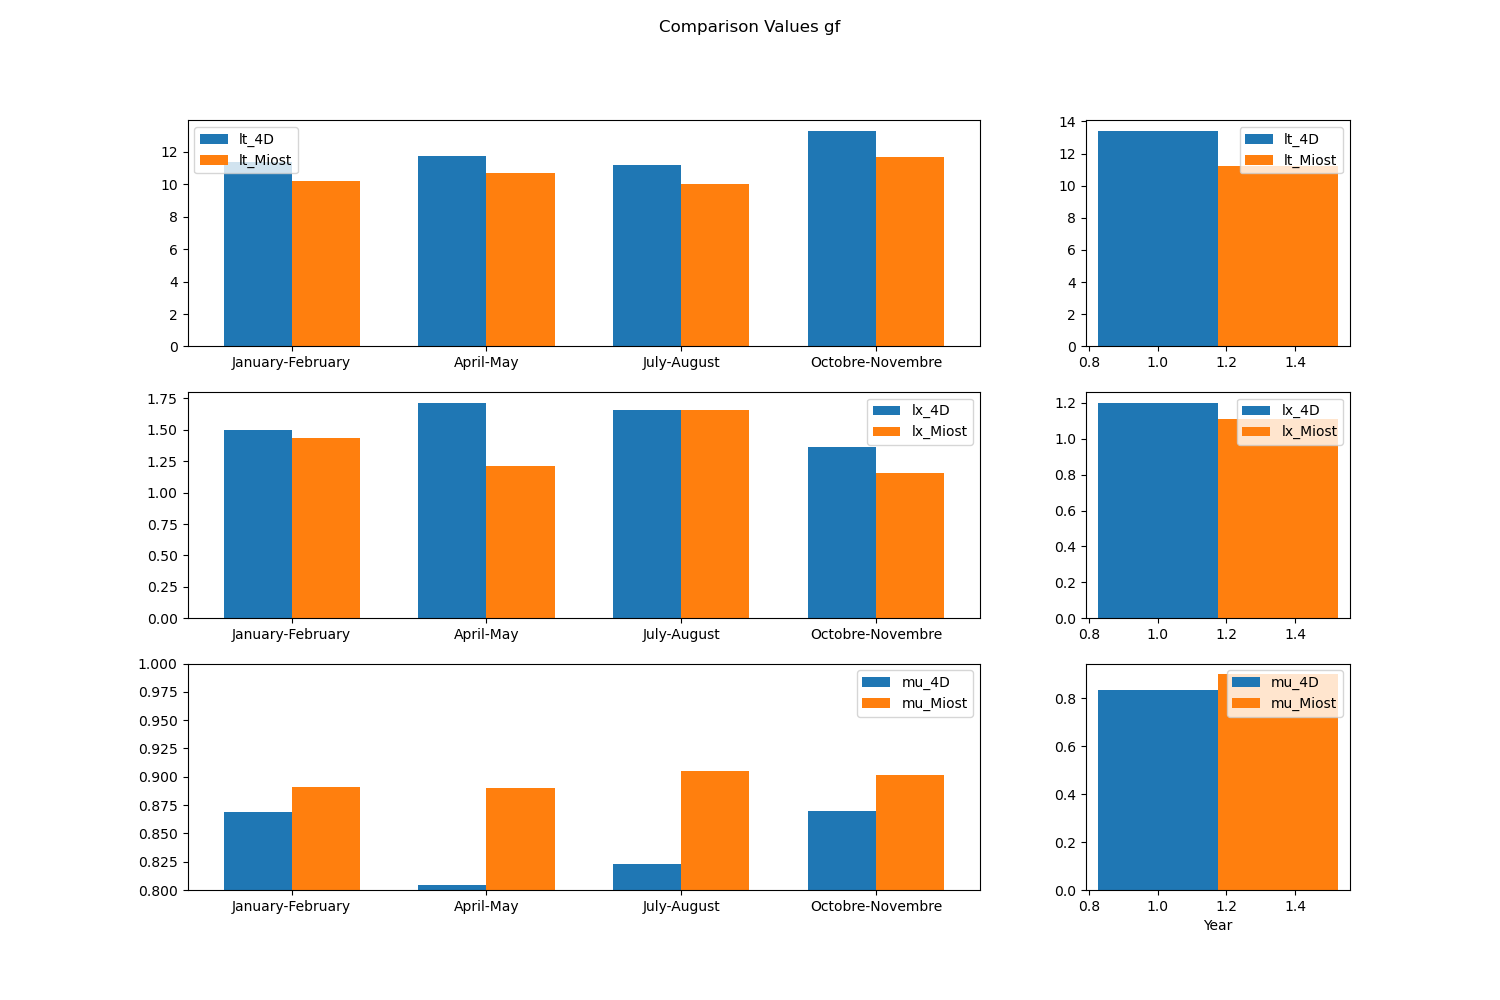 Comparison Values gf
lt_4D
lt_Miost
12
10
8
6
4
2
0
January-February
April-May
July-August
Octobre-Novembre
lt_4D
lt_Miost
14
12
10
8
6
4
2
0
0.8
1.0
1.2
1.4
lx_4D
lx_Miost
1.75
1.50
1.25
1.00
0.75
0.50
0.25
0.00
January-February
April-May
July-August
Octobre-Novembre
lx_4D
lx_Miost
1.2
1.0
0.8
0.6
0.4
0.2
0.0
0.8
1.0
1.2
1.4
mu_4D
mu_Miost
1.000
0.975
0.950
0.925
0.900
0.875
0.850
0.825
0.800
January-February
April-May
July-August
Octobre-Novembre
mu_4D
mu_Miost
0.8
0.6
0.4
0.2
0.0
0.8
1.0
1.2
1.4
Year